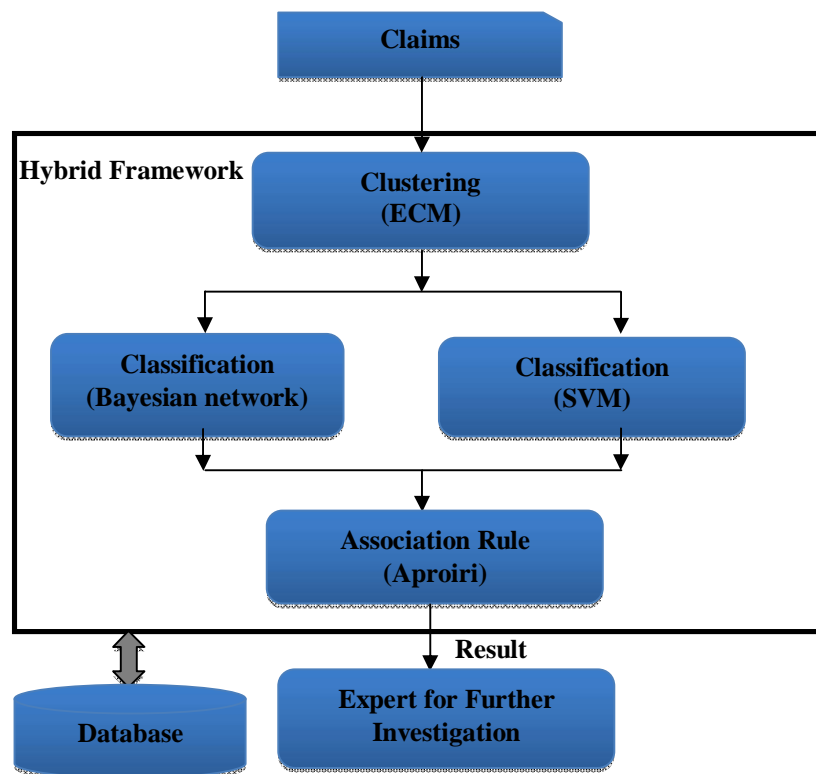 Claims
Hybrid Framework
Clustering
(ECM)
Classification
(Bayesian network)
Classification
(SVM)
Association Rule
(Aproiri)
Result
Expert for Further
Investigation
Database